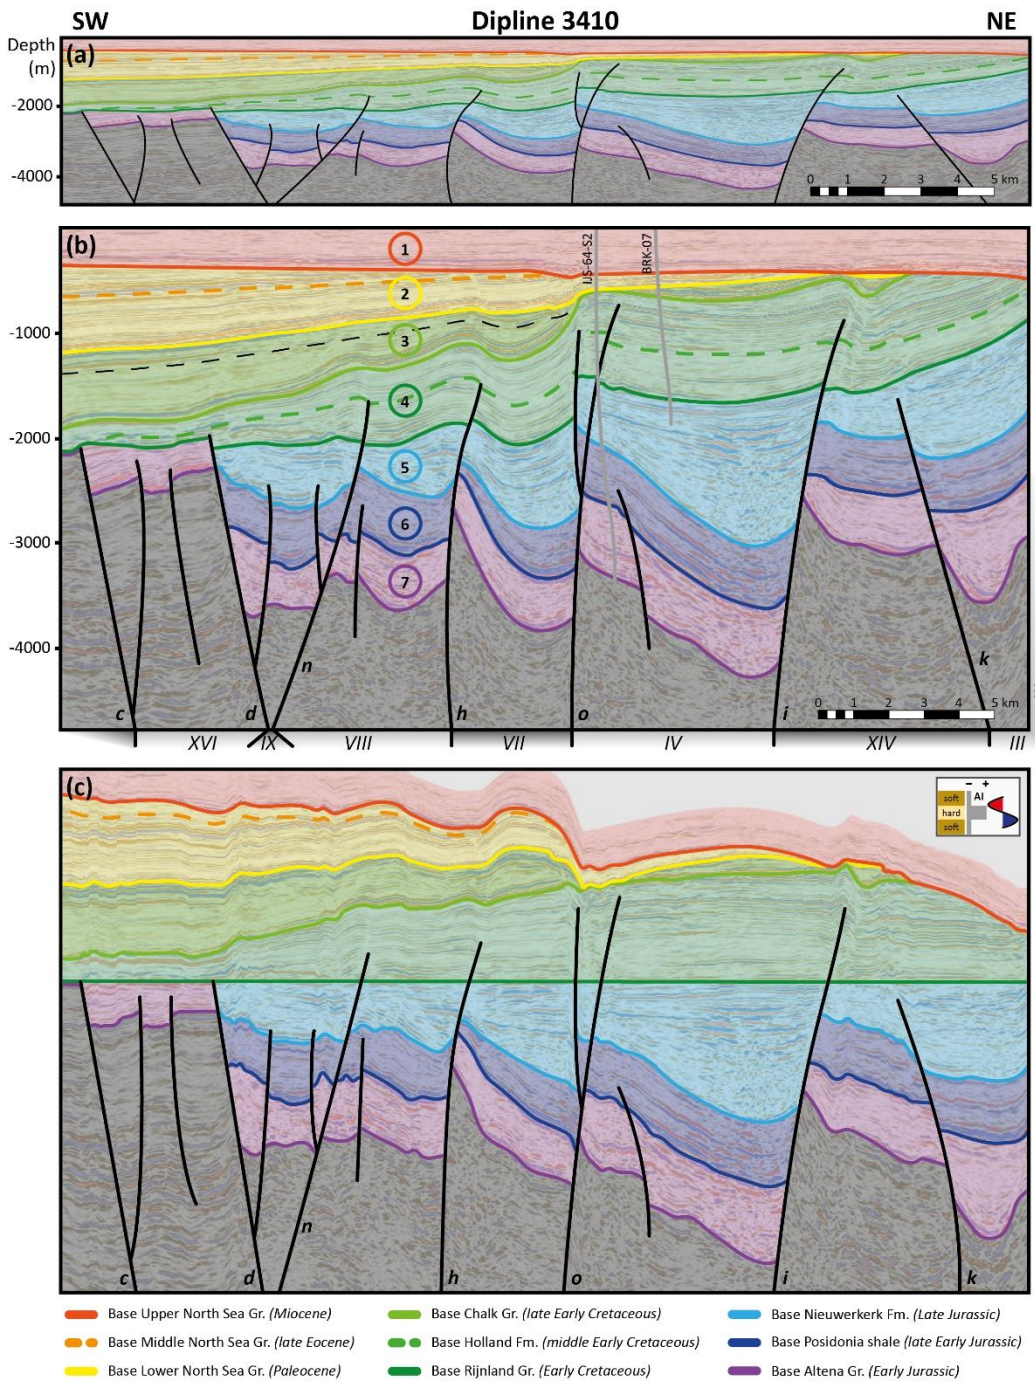 SW Dipline 3410 NE
Depth
(m)
(a)
-2000
-4000
0 1 2 3 4 5 km
(b)
IJS-64-S2
BRK-07
1
2
3
4
5
6
7
-1000
-2000
-3000
-4000
n
k
0 1 2 3 4 5 km
c d h o i
XVI IX VIII VII IV XIV III
(c)
- +
AI
soft
hard
soft
n
c d h o i k
Base Upper North Sea Gr. (Miocene) Base Chalk Gr. (late Early Cretaceous) Base Nieuwerkerk Fm. (Late Jurassic)
Base Middle North Sea Gr. (late Eocene) Base Holland Fm. (middle Early Cretaceous) Base Posidonia shale (late Early Jurassic)
Base Lower North Sea Gr. (Paleocene) Base Rijnland Gr. (Early Cretaceous) Base Altena Gr. (Early Jurassic)